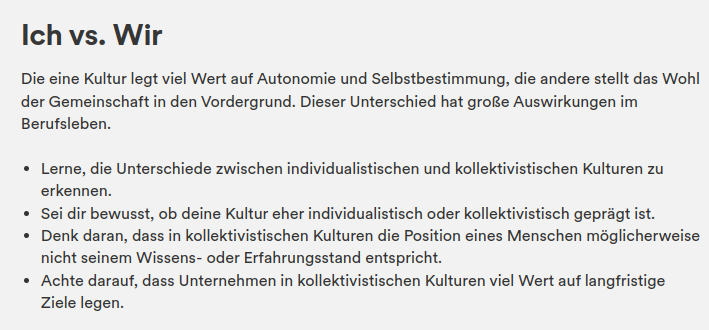 Ich vs. Wir
Die eine Kultur legt viel Wert auf Autonomie und Selbstbestimmung, die andere stellt das Wohl
der Gemeinschaft in den Vordergrund. Dieser Unterschied hat große Auswirkungen im
Berufsleben.
• Lerne, die Unterschiede zwischen individualistischen und kollektivistischen Kulturen zu
erkennen.
• Sei dir bewusst, ob deine Kultur eher individualistisch oder kollektivistisch geprägt ist.
• Denk daran, dass in kollektivistischen Kulturen die Position eines Menschen möglicherweise
nicht seinem Wissens- oder Erfahrungsstand entspricht.
• Achte darauf, dass Unternehmen in kollektivistischen Kulturen viel Wert auf langfristige
Ziele legen.